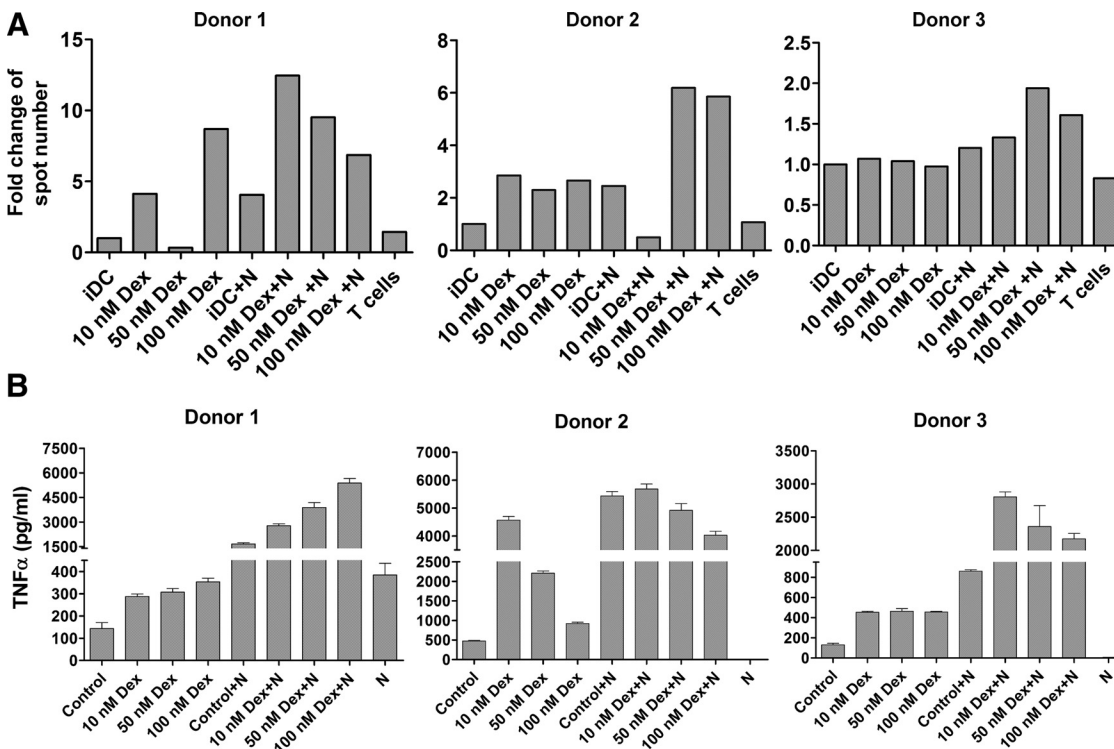 A
Donor 1
Donor 2
Donor 3
Fold change of
spot number
15
10
5
0
iDC
10 nM Dex
50 nM Dex
100 nM Dex
iDC+N
10 nM Dex+N
50 nM Dex +N
100 nM Dex +N
T cells
8
6
4
2
0
iDC
10 nM Dex
50 nM Dex
100 nM Dex
iDC+N
10 nM Dex+N
50 nM Dex +N
100 nM Dex +N
T cells
2.5
2.0
1.5
1.0
0.5
0.0
iDC
10 nM Dex
50 nM Dex
100 nM Dex
iDC+N
10 nM Dex+N
50 nM Dex +N
100 nM Dex +N
T cells
B
Donor 1
Donor 2
Donor 3
TNFα (pg/ml)
7500
6000
4500
3000
1500
400
300
200
100
0
Control
10 nM Dex
50 nM Dex
100 nM Dex
Control+N
10 nM Dex+N
50 nM Dex+N
100 nM Dex+N
N
7000
6000
5000
4000
3000
2500
2000
1500
1000
500
0
Control
10 nM Dex
50 nM Dex
100 nM Dex
Control+N
10 nM Dex+N
50 nM Dex+N
100 nM Dex+N
N
3500
3000
2500
2000
800
600
400
200
0
Control
10 nM Dex
50 nM Dex
100 nM Dex
Control+N
10 nM Dex+N
50 nM Dex+N
100 nM Dex+N
N